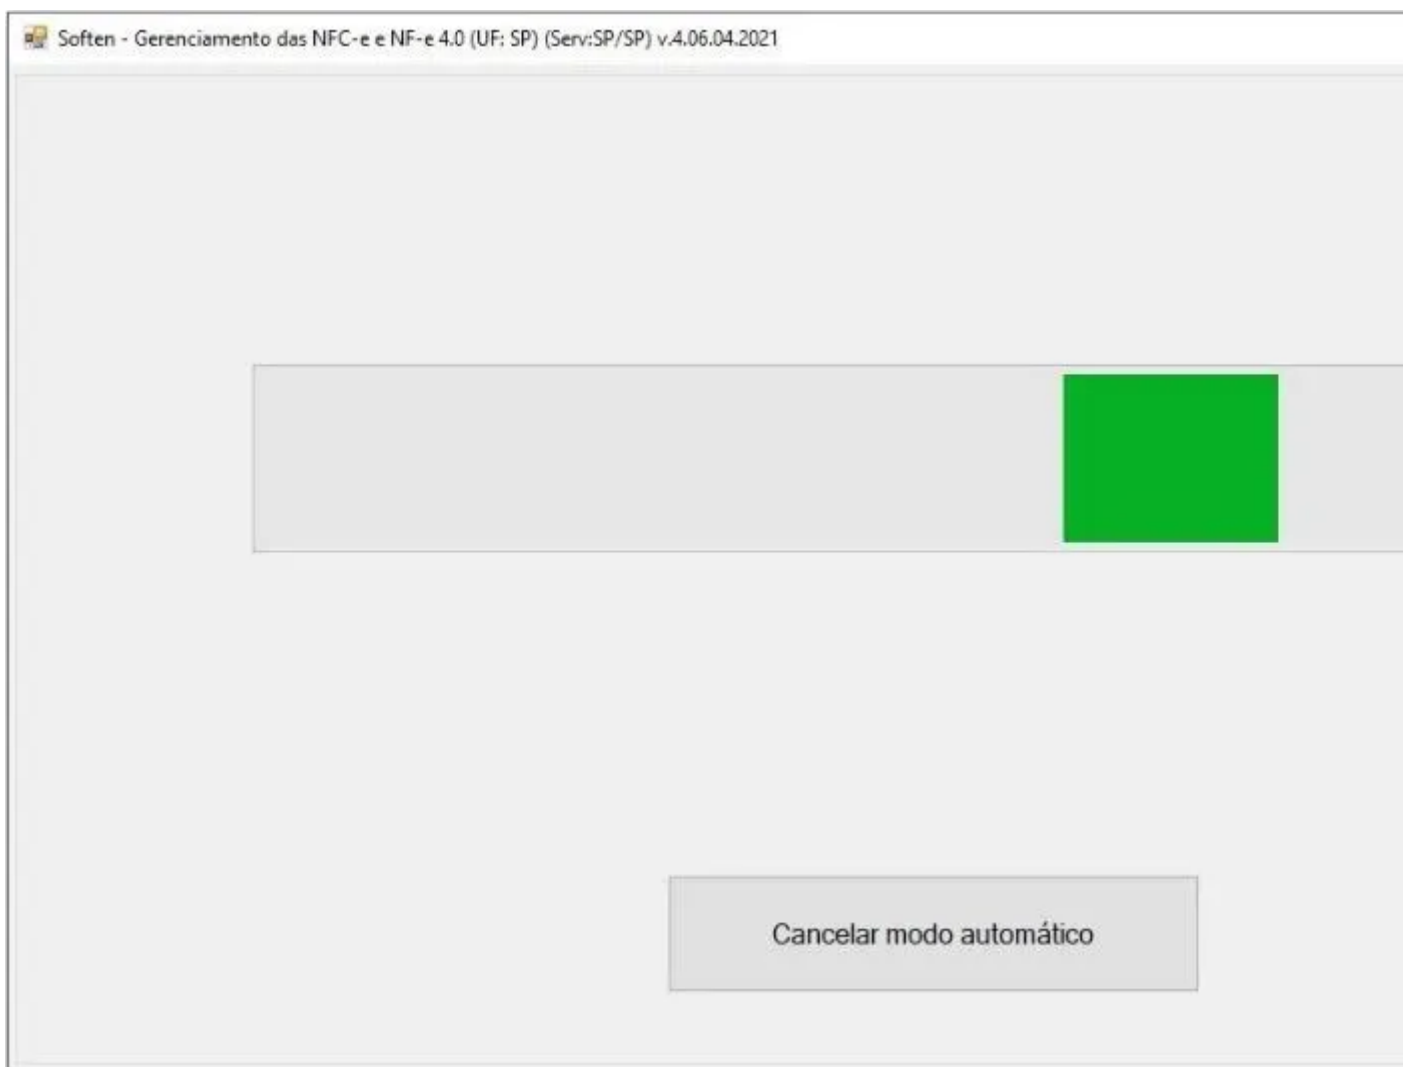 Soften - Gerenciamento das NFC-e e NF-e 4.0 (UF: SP) (Serv:SP/SP) v.4.06.04.2021
Cancelar modo automático